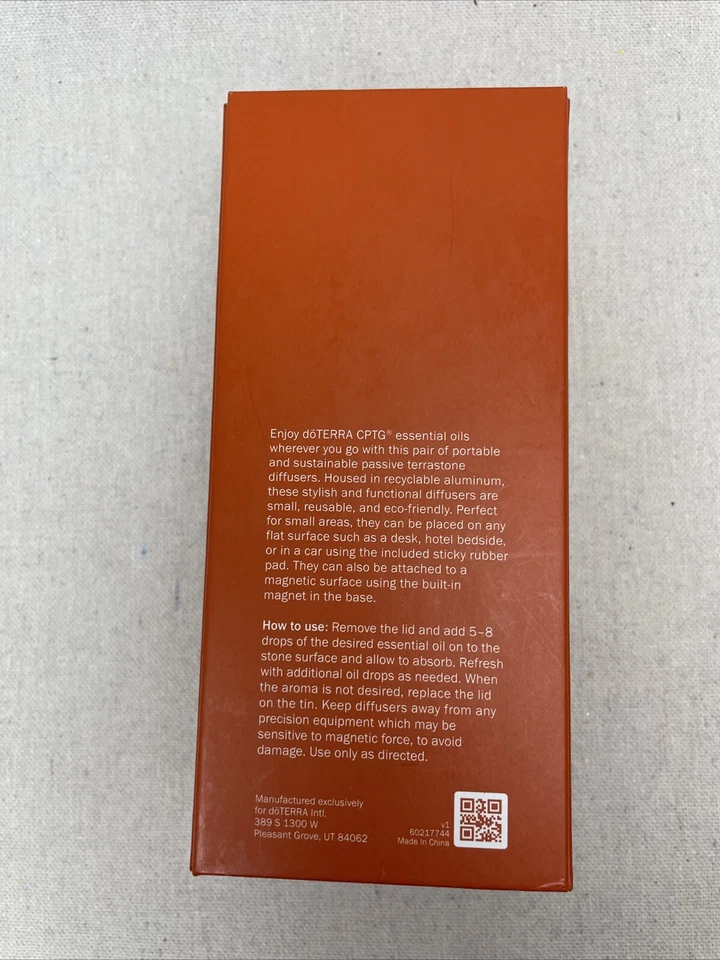 Enjoy dōTERRA CPTG® essential oils
wherever you go with this pair of portable
and sustainable passive terrastone
diffusers. Housed in recyclable aluminum,
these stylish and functional diffusers are
small, reusable, and eco-friendly. Perfect
for small areas, they can be placed on any
flat surface such as a desk, hotel bedside,
or in a car using the included sticky rubber
pad. They can also be attached to a
magnetic surface using the built-in
magnet in the base.
How to use: Remove the lid and add 5–8
drops of the desired essential oil on to the
stone surface and allow to absorb. Refresh
with additional oil drops as needed. When
the aroma is not desired, replace the lid
on the tin. Keep diffusers away from any
precision equipment which may be
sensitive to magnetic force, to avoid
damage. Use only as directed.
Manufactured exclusively
for dōTERRA Intl.
389 S 1300 W
Pleasant Grove, UT 84062
v1
60217744
Made in China